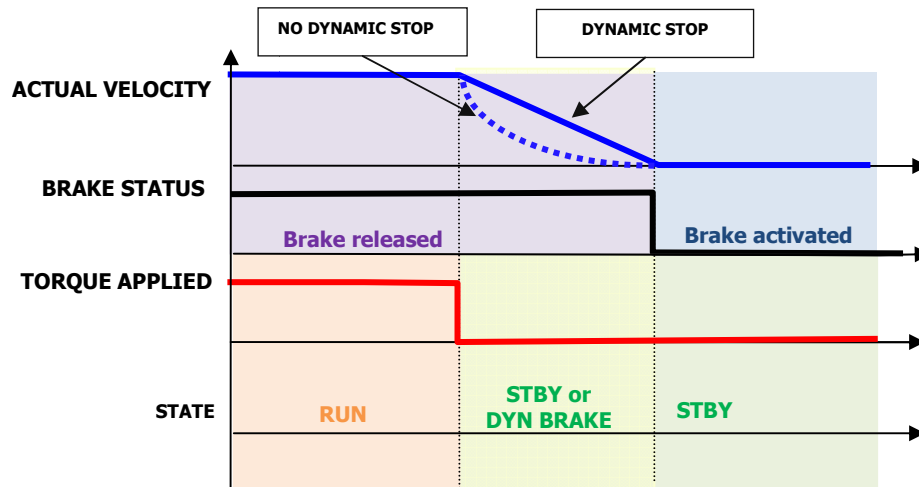 NO DYNAMIC STOP
DYNAMIC STOP
ACTUAL VELOCITY
BRAKE STATUS
Brake released
Brake activated
TORQUE APPLIED
STATE
RUN
STBY or
DYN BRAKE
STBY